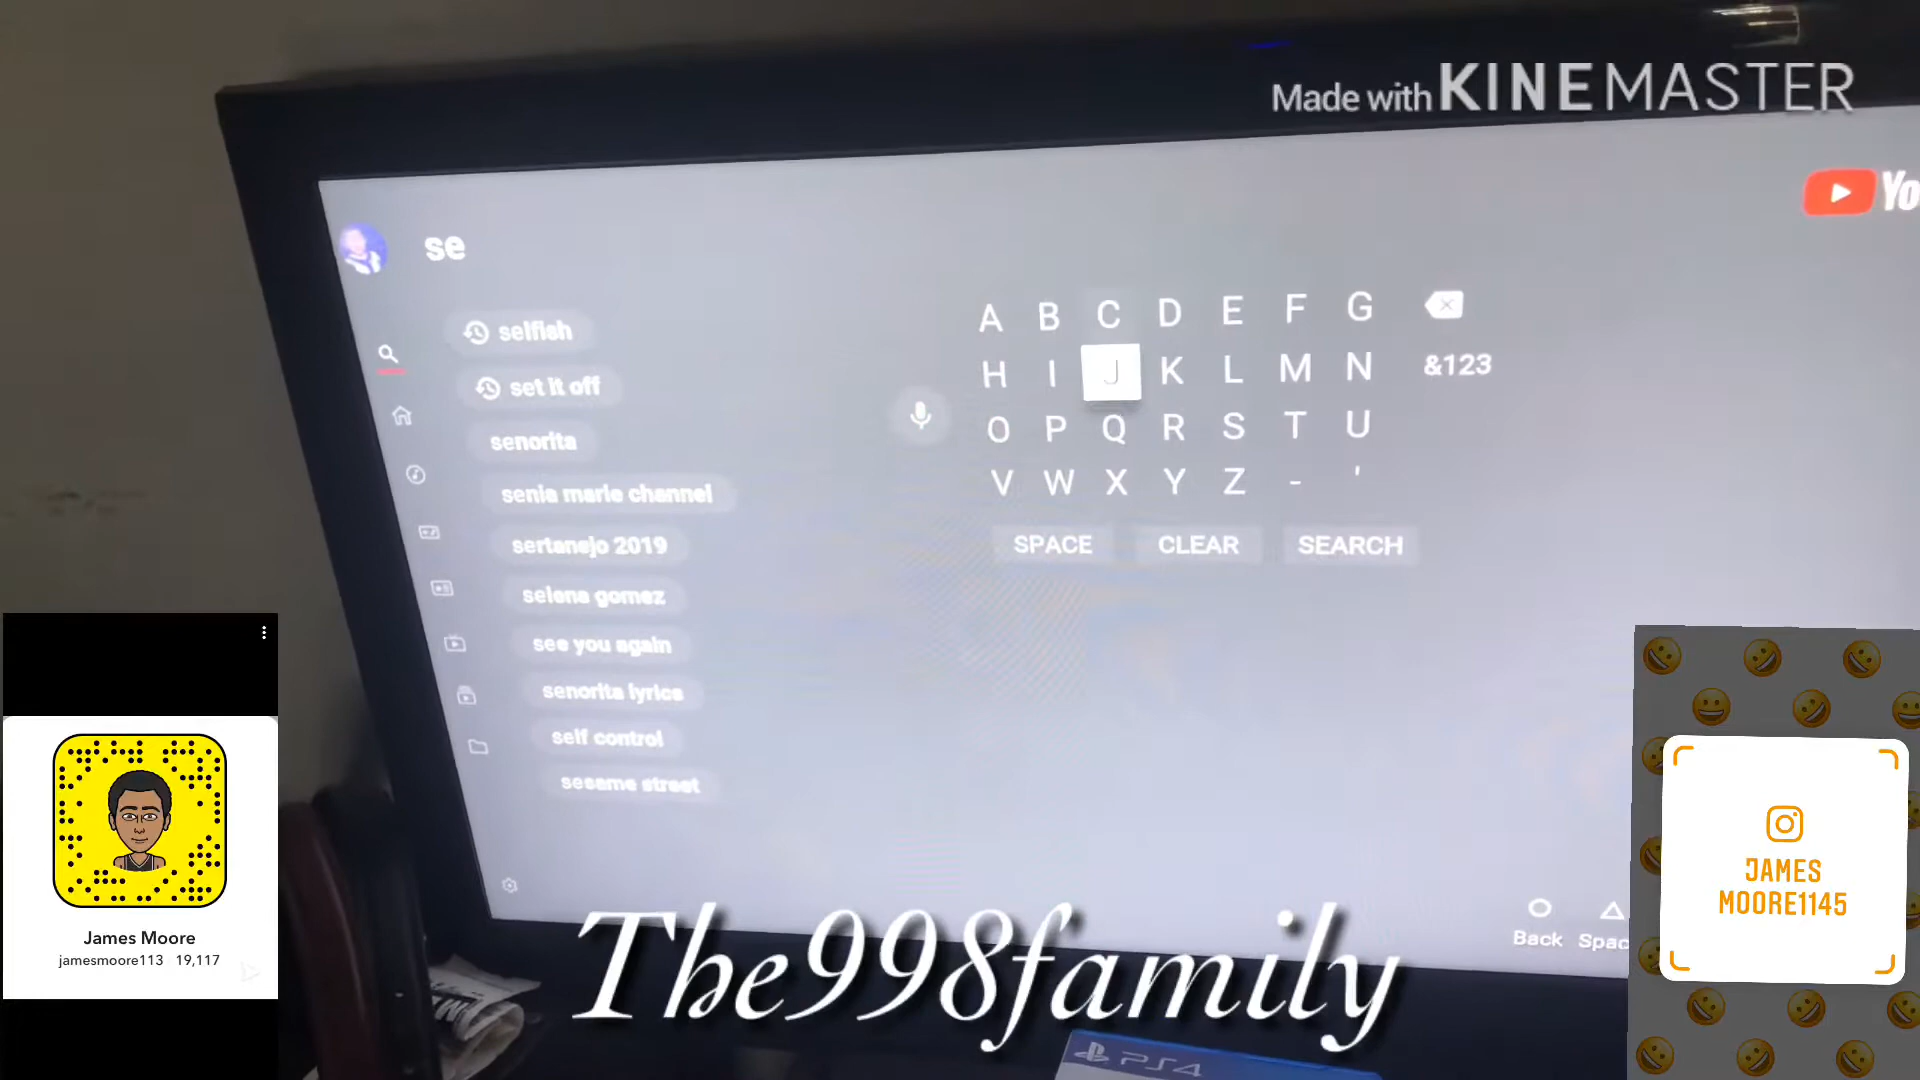 Made with KINEMASTER
Yo
se
selfish
set it off
senorita
senia marie channel
sertanejo 2019
selena gomez
see you again
senorita lyrics
self control
sesame street
A B C D E F G
H I J K L M N &123
O P Q R S T U
V W X Y Z - '
SPACE CLEAR SEARCH
Back Spac
James Moore
jamesmoore113 19,117
JAMES
MOORE1145
The998family
PS4